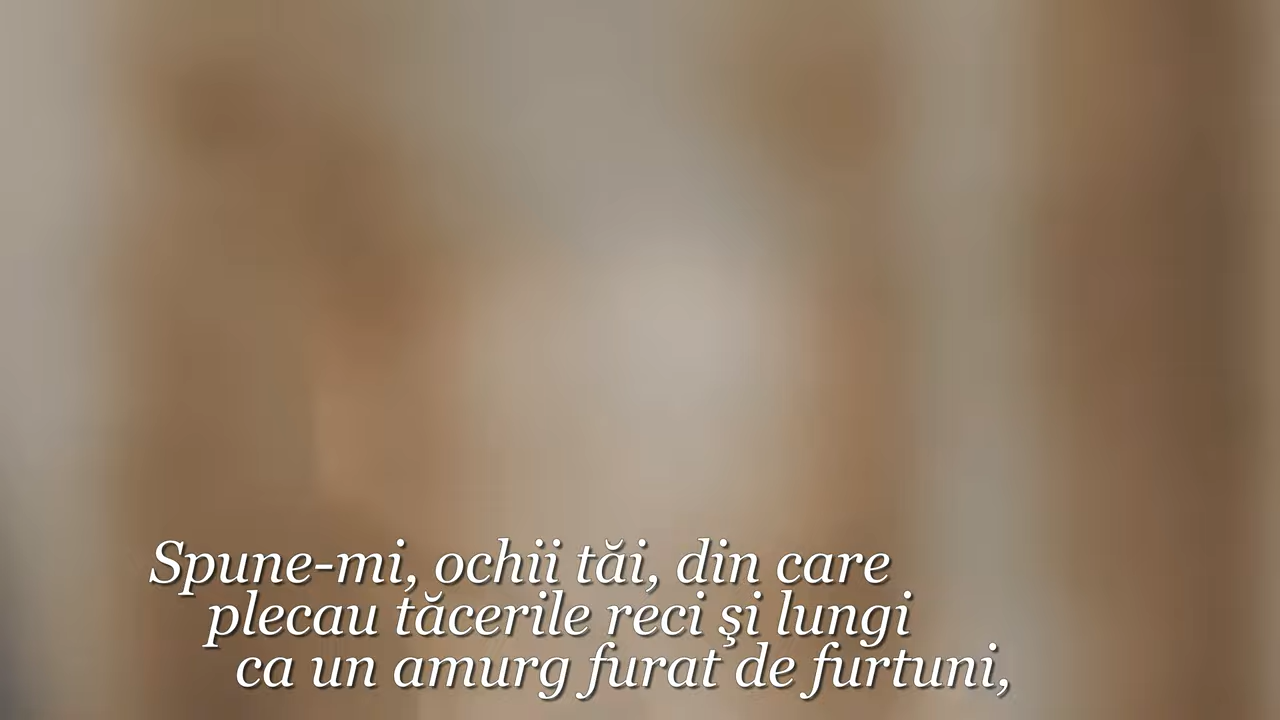 Spune-mi, ochii tăi, din care
plecau tăcerile reci şi lungi
ca un amurg furat de furtuni,